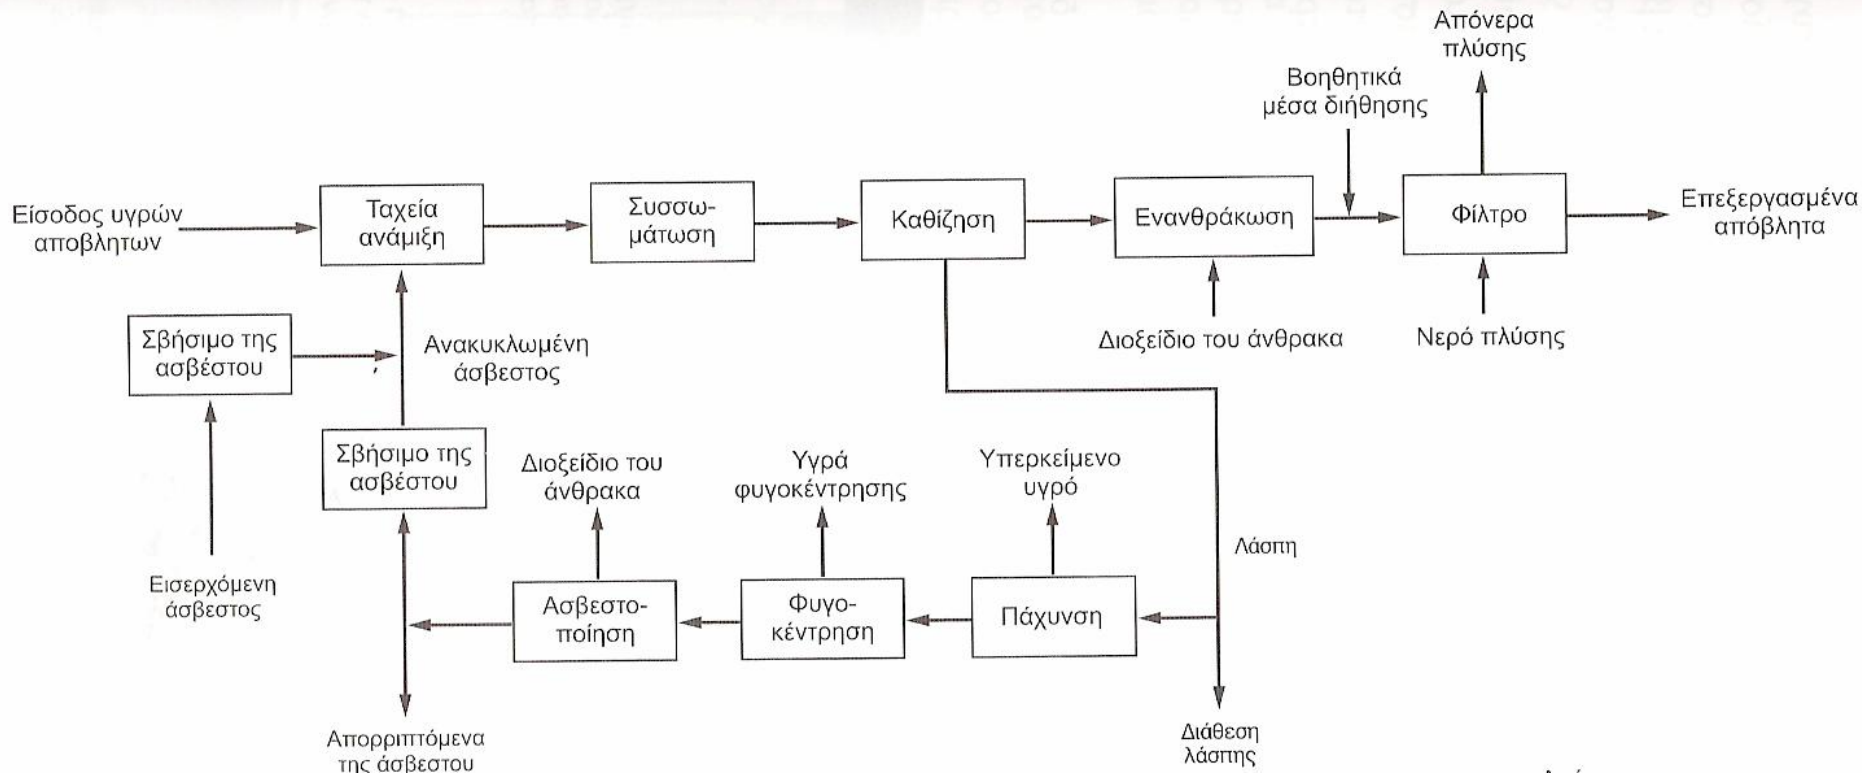 Απόνερα
πλύσης
Βοηθητικά
μέσα διήθησης
Είσοδος υγρών
αποβλητων
Ταχεία
ανάμιξη
Συσσω-
μάτωση
Καθίζηση
Ενανθράκωση
Φίλτρο
Επεξεργασμένα
απόβλητα
Σβήσιμο της
ασβέστου
Ανακυκλωμένη
άσβεστος
Διοξείδιο του άνθρακα
Νερό πλύσης
Σβήσιμο της
ασβέστου
Διοξείδιο του
άνθρακα
Υγρά
φυγοκέντρησης
Υπερκείμενο
υγρό
Λάσπη
Εισερχόμενη
άσβεστος
Ασβεστο-
ποίηση
Φυγο-
κέντρηση
Πάχυνση
Απορριπτόμενα
της άσβεστου
Διάθεση
λάσπης